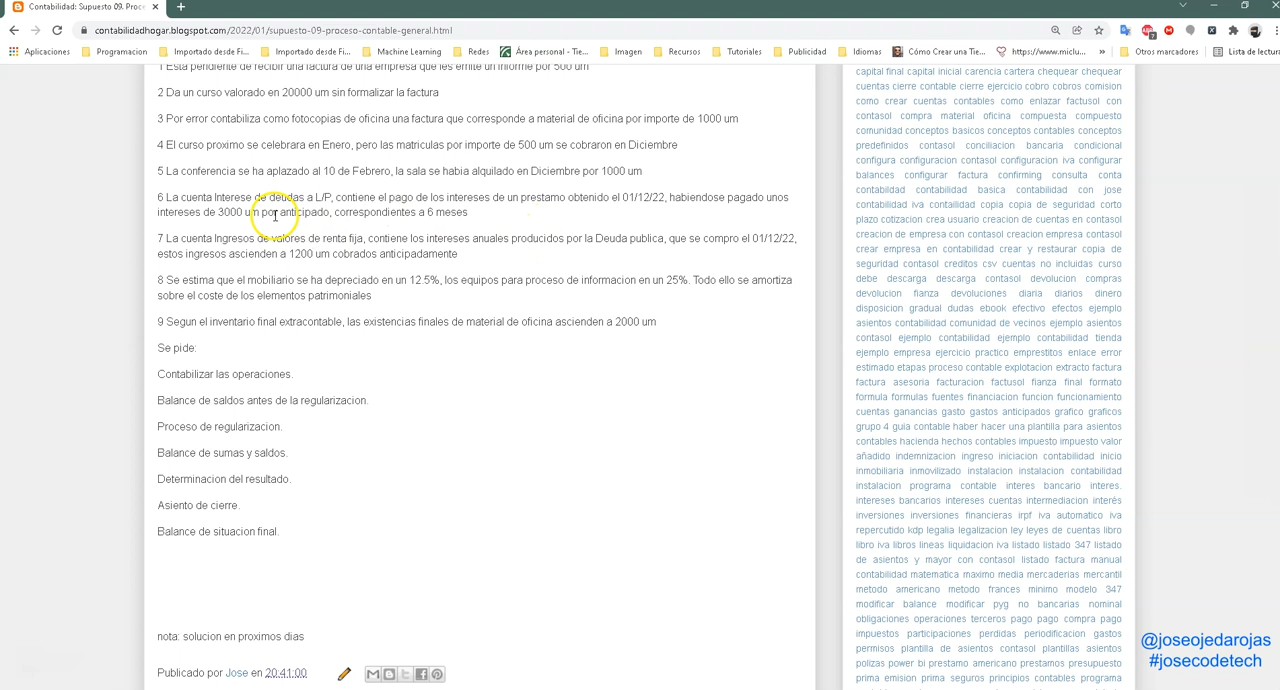 Contabilidad: Supuesto 09. Proce
contabilidadhogar.blogspot.com/2022/01/supuesto-09-proceso-contable-general.html
Aplicaciones
Programacion
Importado desde Fi...
Importado desde Fi...
Machine Learning
Redes
Área personal - Tie...
Imagen
Recursos
Tutoriales
Publicidad
Idiomas
Cómo Crear una Tie...
https://www.micluc...
»
Otros marcadores
Lista de lectura
1 Esta pendiente de recibir una factura de una empresa que les emite un informe por 500 um
2 Da un curso valorado en 20000 um sin formalizar la factura
3 Por error contabiliza como fotocopias de oficina una factura que corresponde a material de oficina por importe de 1000 um
4 El curso proximo se celebrara en Enero, pero las matriculas por importe de 500 um se cobraron en Diciembre
5 La conferencia se ha aplazado al 10 de Febrero, la sala se habia alquilado en Diciembre por 1000 um
6 La cuenta Interese de deudas a L/P, contiene el pago de los intereses de un prestamo obtenido el 01/12/22, habiendose pagado unos
intereses de 3000 um por anticipado, correspondientes a 6 meses
7 La cuenta Ingresos de valores de renta fija, contiene los intereses anuales producidos por la Deuda publica, que se compro el 01/12/22,
estos ingresos ascienden a 1200 um cobrados anticipadamente
8 Se estima que el mobiliario se ha depreciado en un 12.5%, los equipos para proceso de informacion en un 25%. Todo ello se amortiza
sobre el coste de los elementos patrimoniales
9 Segun el inventario final extracontable, las existencias finales de material de oficina ascienden a 2000 um
Se pide:
Contabilizar las operaciones.
Balance de saldos antes de la regularizacion.
Proceso de regularizacion.
Balance de sumas y saldos.
Determinacion del resultado.
Asiento de cierre.
Balance de situacion final.
nota: solucion en proximos dias
Publicado por Jose en 20:41:00
capital final capital inicial carencia cartera chequear chequear
cuentas cierre contable cierre ejercicio cobro cobros comision
como crear cuentas contables como enlazar factusol con
contasol compra material oficina compuesta compuesto
comunidad conceptos basicos conceptos contables conceptos
predefinidos contasol conciliacion bancaria condicional
configura configuracion contasol configuracion iva configurar
balances configurar factura confirming consulta conta
contabildad contabilidad basica contabilidad con jose
contabilidad iva contailidad copia copia de seguridad corto
plazo cotizacion crea usuario creacion de cuentas en contasol
creacion de empresa con contasol creacion empresa contasol
crear empresa en contabilidad crear y restaurar copia de
seguridad contasol creditos csv cuentas no incluidas curso
debe descarga descarga contasol devolucion compras
devolucion fianza devoluciones diaria diarios dinero
disposicion gradual dudas ebook efectivo efectos ejemplo
asientos contabilidad comunidad de vecinos ejemplo asientos
contasol ejemplo contabilidad ejemplo contabilidad tienda
ejemplo empresa ejercicio practico emprestitos enlace error
estimado etapas proceso contable explotacion extracto factura
factura asesoria facturacion factusol fianza final formato
formula formulas fuentes financiacion funcion funcionamiento
cuentas ganancias gasto gastos anticipados grafico graficos
grupo 4 guia contable haber hacer una plantilla para asientos
contables hacienda hechos contables impuesto impuesto valor
añadido indemnizacion ingreso iniciacion contabilidad inicio
inmobiliaria inmovilizado instalacion instalacion contabilidad
instalacion programa contable interes bancario interes.
intereses bancarios intereses cuentas intermediacion interés
inversiones inversiones financieras irpf iva automatico iva
repercutido kdp legalia legalizacion ley leyes de cuentas libro
libro iva libros lineas liquidacion iva listado listado 347 listado
de asientos y mayor con contasol listado factura manual
contabilidad matematica maximo media mercaderias mercantil
metodo americano metodo frances minimo modelo 347
modificar balance modificar pyg no bancarias nominal
obligaciones operaciones terceros pago pago compra pago
impuestos participaciones perdidas periodificacion gastos
permisos plantilla de asientos contasol plantillas asientos
polizas power bi prestamo americano prestamos presupuesto
prima emision prima seguros principios contables programa
@joseojedarojas
#josecodetech